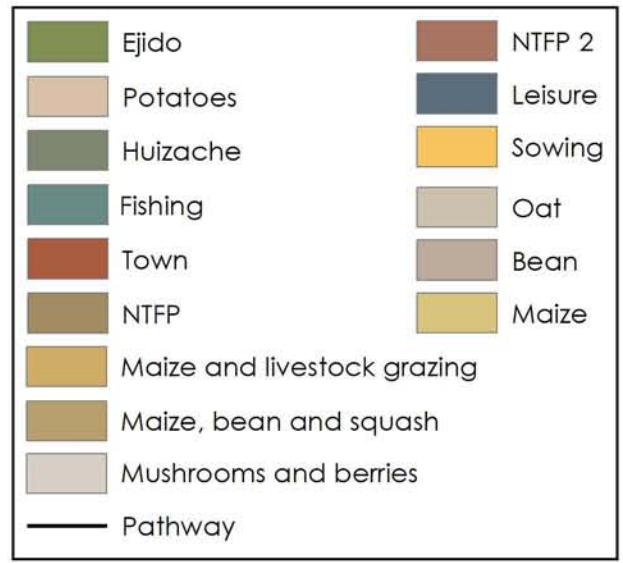 Ejido
Potatoes
Huizache
Fishing
Town
NTFP
Maize and livestock grazing
Maize, bean and squash
Mushrooms and berries
Pathway
NTFP 2
Leisure
Sowing
Oat
Bean
Maize